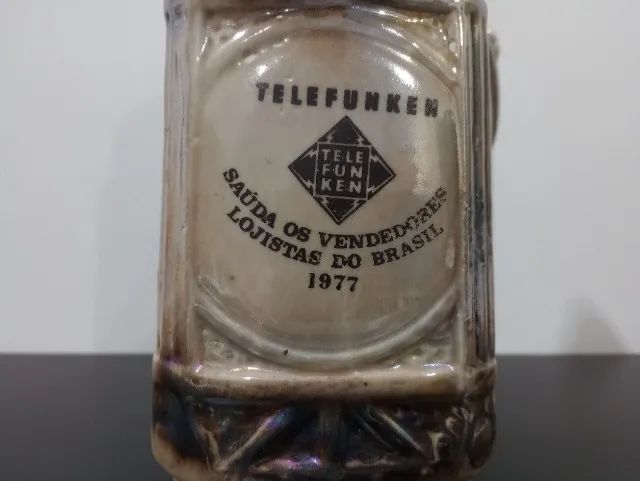 TELEFUNKEN
TELE
FUN
KEN
SAÚDA OS VENDEDORES
LOJISTAS DO BRASIL
1977